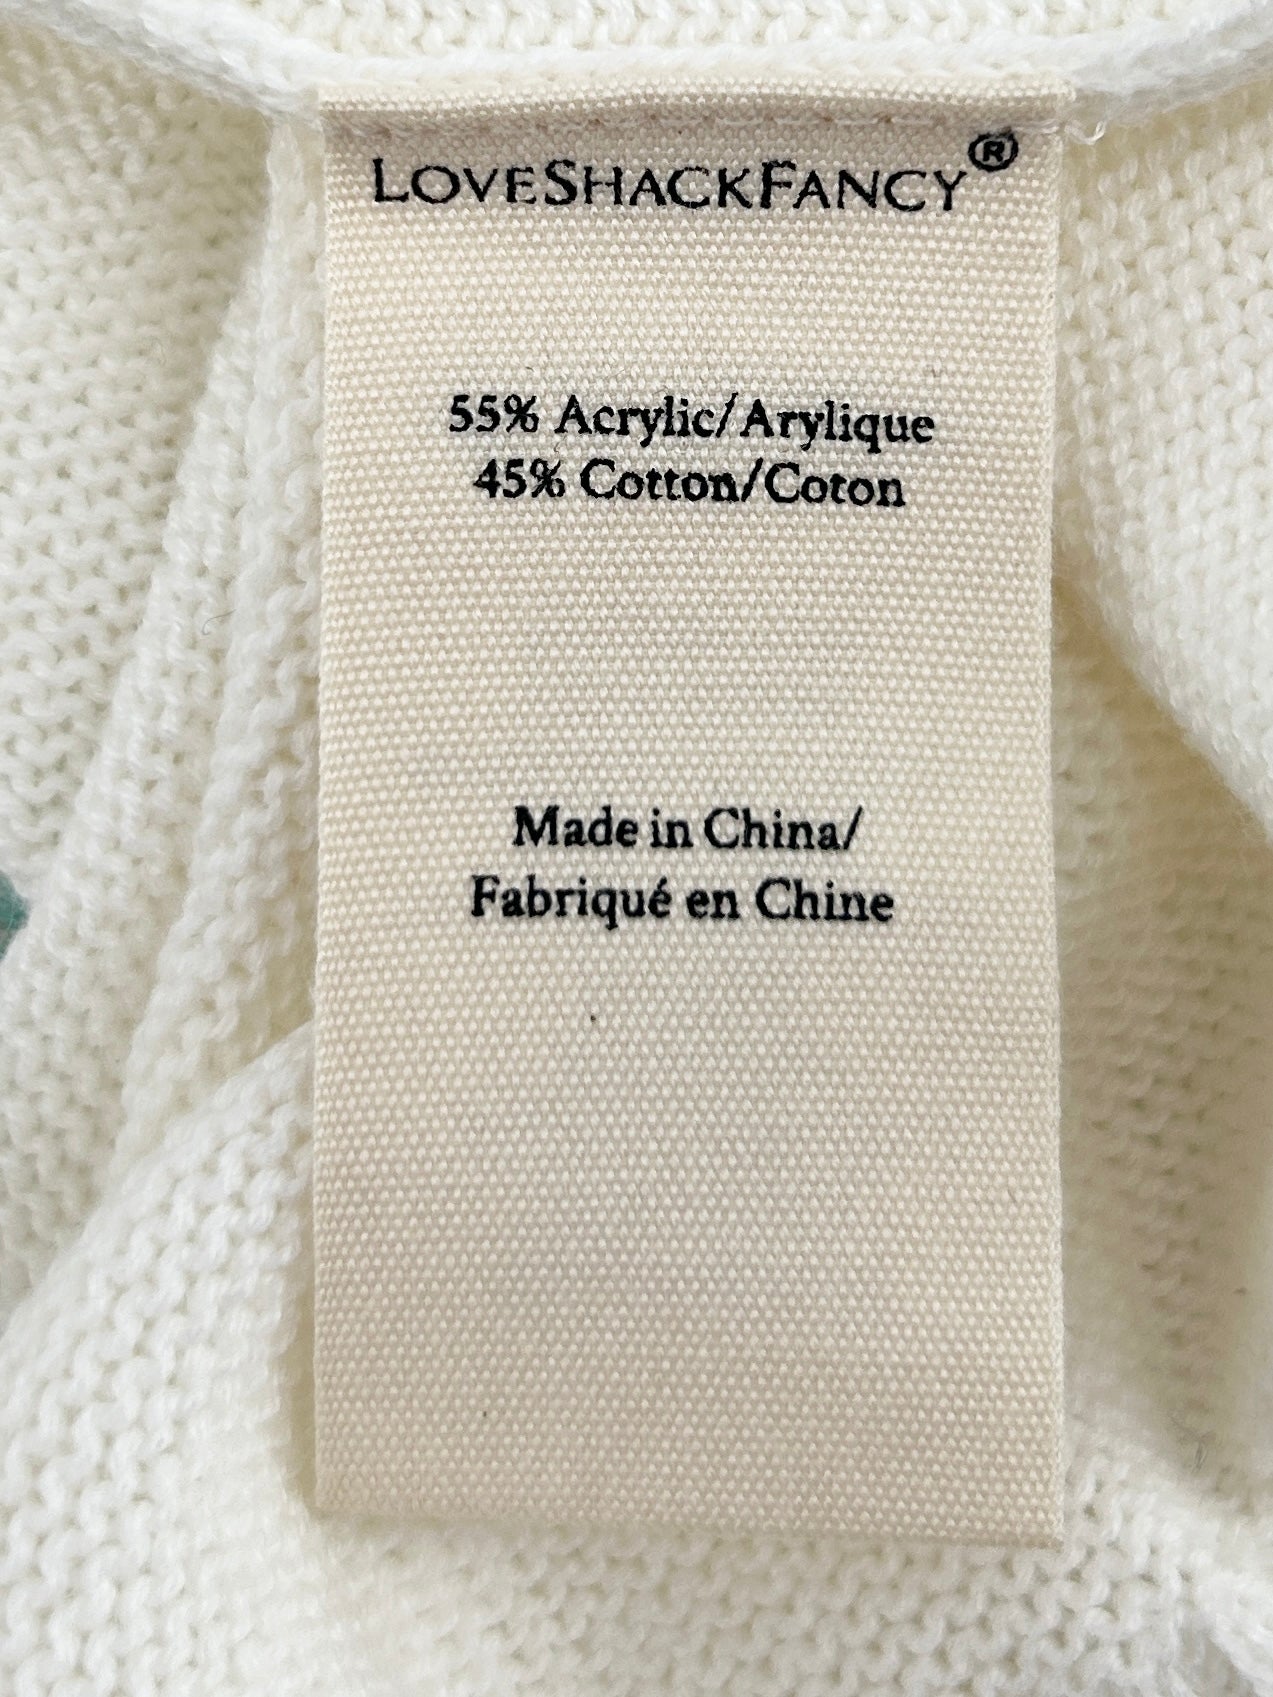 LOVESHACKFANCY®
55% Acrylic/Arylique
45% Cotton/Coton
Made in China/
Fabriqué en Chine